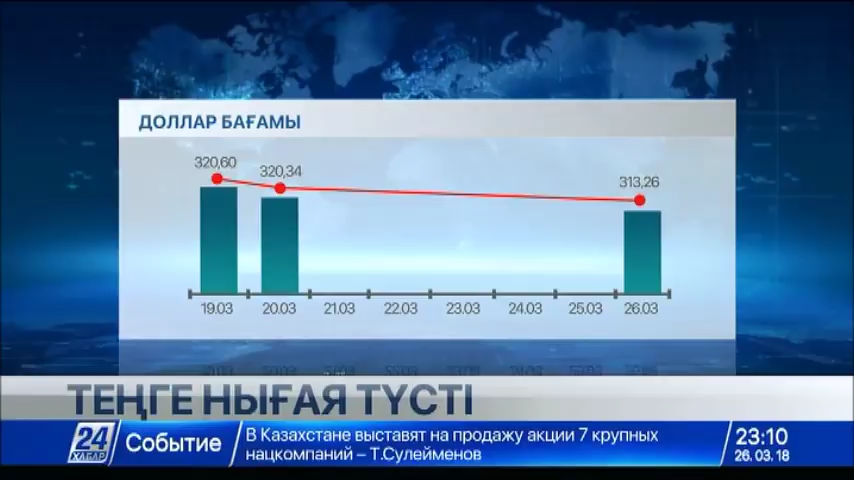 ДОЛЛАР БАҒАМЫ
320,60
320,34
313,26
19.03 20.03 21.03 22.03 23.03 24.03 25.03 26.03
ТЕҢГЕ НЫҒАЯ ТҮСТІ
24 ХАБАР
Событие
В Казахстане выставят на продажу акции 7 крупных
нацкомпаний – Т.Сулейменов
23:10
26. 03. 18